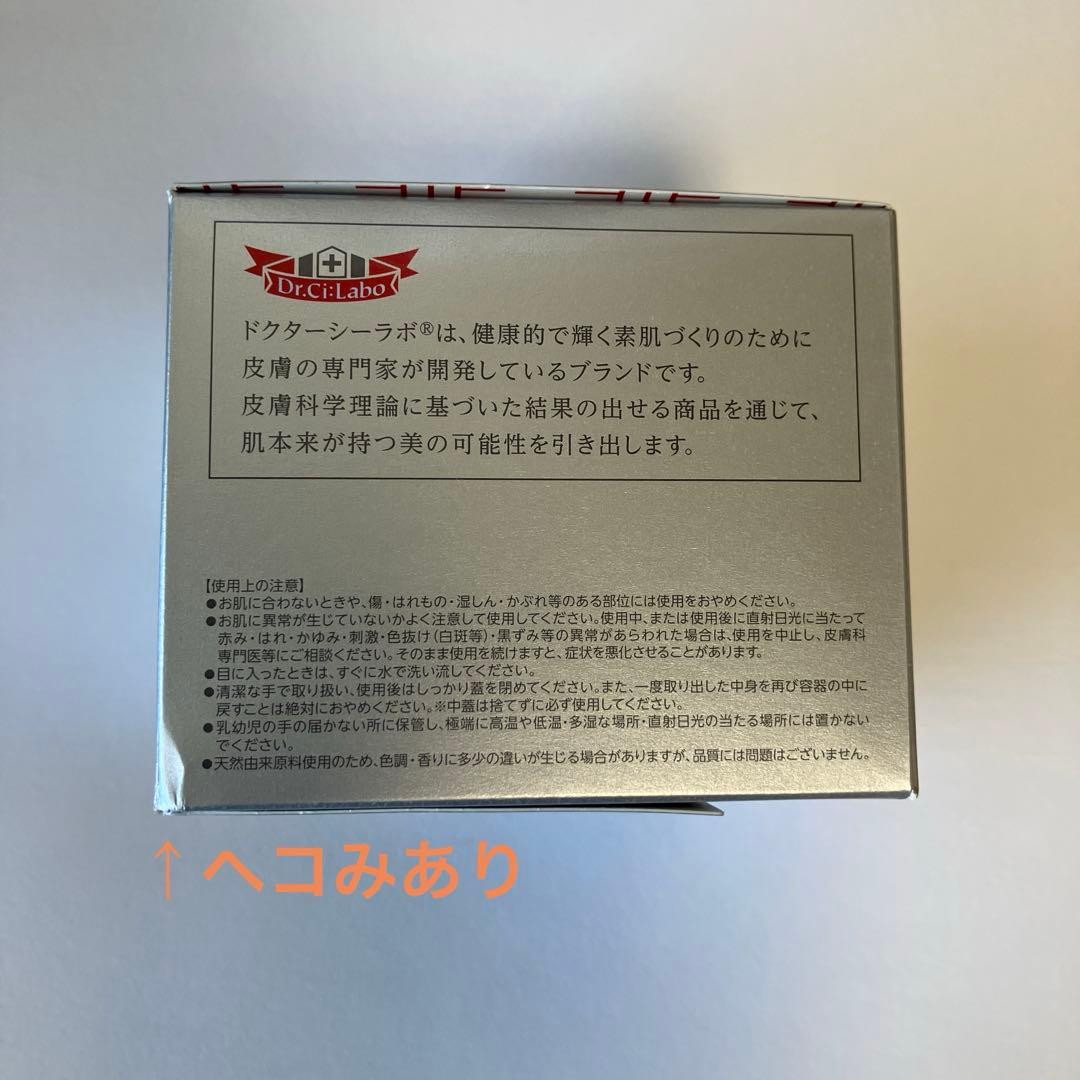 Dr.Ci:Labo
ドクターシーラボ®は、健康的で輝く素肌づくりのために
皮膚の専門家が開発しているブランドです。
皮膚科学理論に基づいた結果の出せる商品を通じて、
肌本来が持つ美の可能性を引き出します。
【使用上の注意】
●お肌に合わないときや、傷・はれもの・湿しん・かぶれ等のある部位には使用をおやめください。
●お肌に異常が生じていないかよく注意して使用してください。使用中、または使用後に直射日光に当たって
赤み・はれ・かゆみ・刺激・色抜け(白斑等)・黒ずみ等の異常があらわれた場合は、使用を中止し、皮膚科
専門医等にご相談ください。そのまま使用を続けますと、症状を悪化させることがあります。
●目に入ったときは、すぐに水で洗い流してください。
●清潔な手で取り扱い、使用後はしっかり蓋を閉めてください。また、一度取り出した中身を再び容器の中に
戻すことは絶対におやめください。※中蓋は捨てずに必ず使用してください。
●乳幼児の手の届かない所に保管し、極端に高温や低温・多湿な場所・直射日光の当たる場所には置かない
でください。
●天然由来原料使用のため、色調・香りに多少の違いが生じる場合がありますが、品質には問題はございません。
↑ヘコみあり